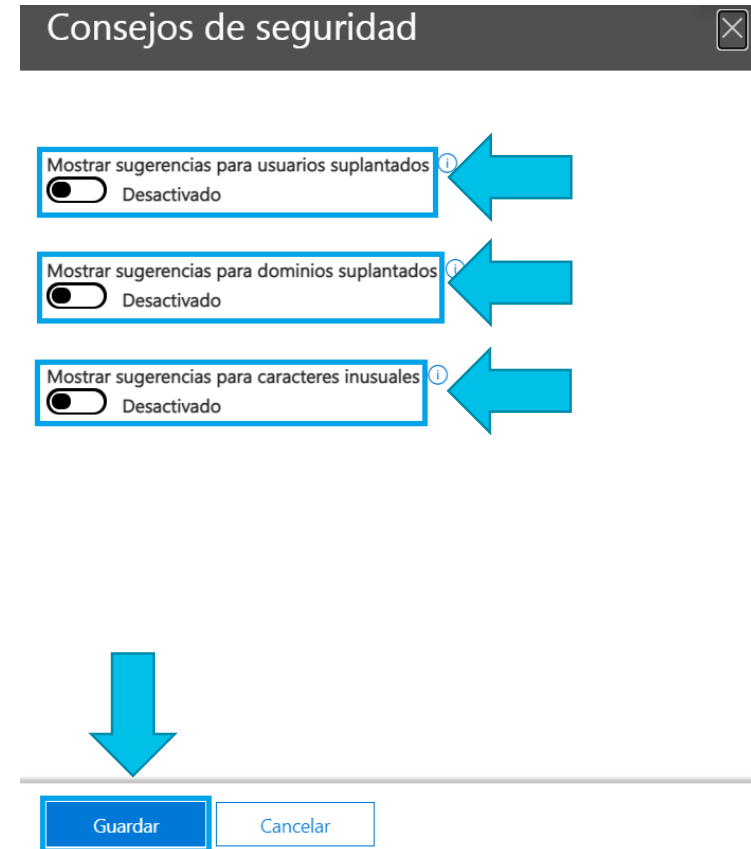 Consejos de seguridad
Mostrar sugerencias para usuarios suplantados
Desactivado
Mostrar sugerencias para dominios suplantados
Desactivado
Mostrar sugerencias para caracteres inusuales
Desactivado
Guardar Cancelar